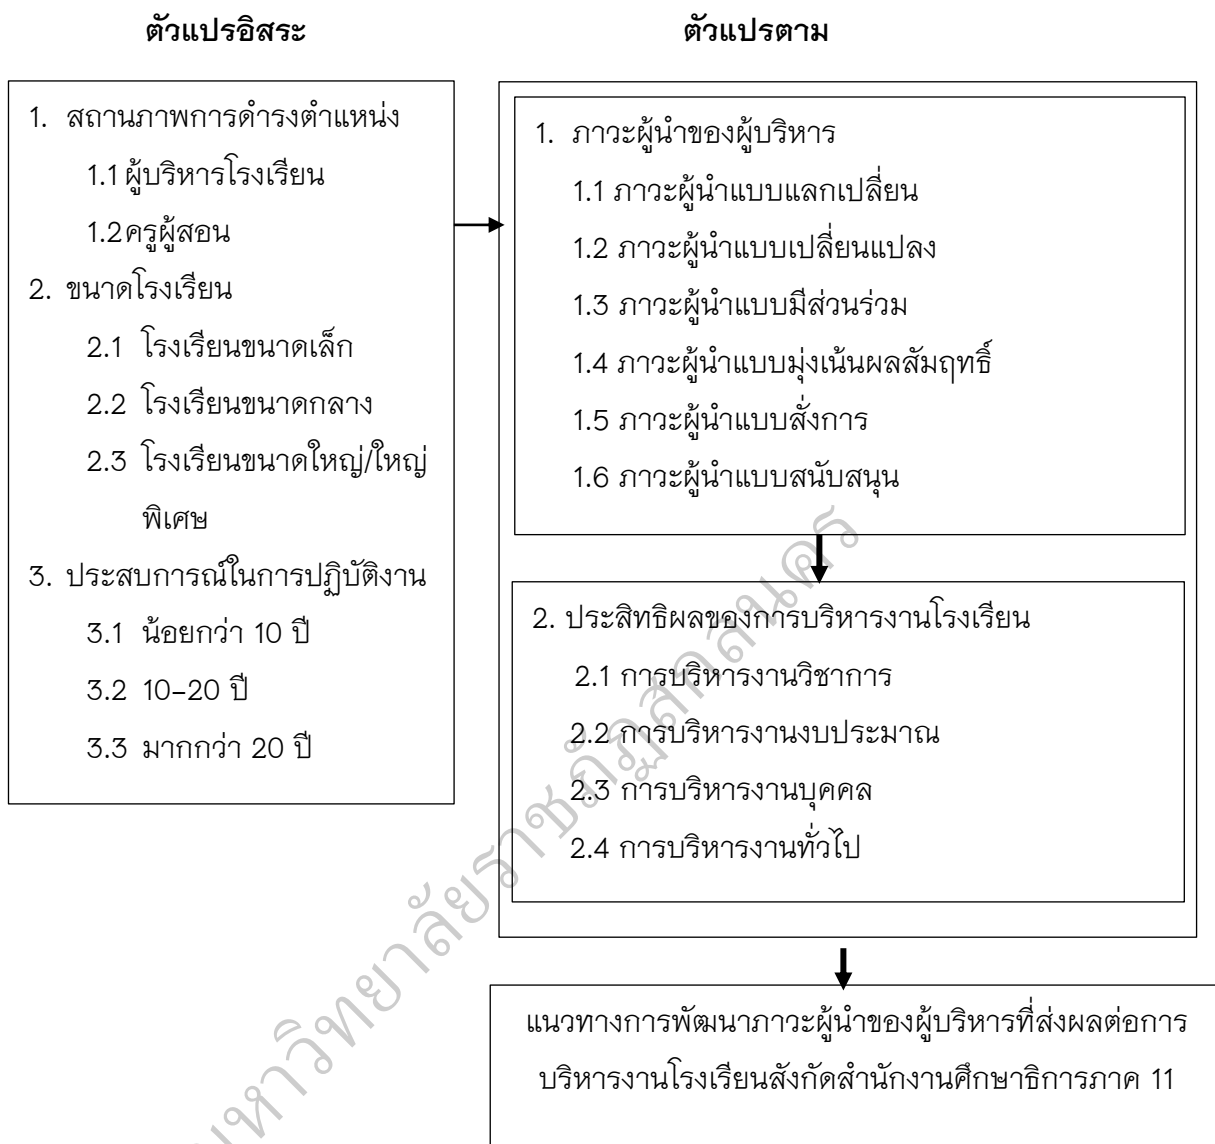 ตัวแปรอิสระ
ตัวแปรตาม
1. สถานภาพการดำรงตำแหน่ง
1.1 ผู้บริหารโรงเรียน
1.2 ครูผู้สอน
2. ขนาดโรงเรียน
2.1 โรงเรียนขนาดเล็ก
2.2 โรงเรียนขนาดกลาง
2.3 โรงเรียนขนาดใหญ่/ใหญ่
พิเศษ
3. ประสบการณ์ในการปฏิบัติงาน
3.1 น้อยกว่า 10 ปี
3.2 10–20 ปี
3.3 มากกว่า 20 ปี
1. ภาวะผู้นำของผู้บริหาร
1.1 ภาวะผู้นำแบบแลกเปลี่ยน
1.2 ภาวะผู้นำแบบเปลี่ยนแปลง
1.3 ภาวะผู้นำแบบมีส่วนร่วม
1.4 ภาวะผู้นำแบบมุ่งเน้นผลสัมฤทธิ์
1.5 ภาวะผู้นำแบบสั่งการ
1.6 ภาวะผู้นำแบบสนับสนุน
2. ประสิทธิผลของการบริหารงานโรงเรียน
2.1 การบริหารงานวิชาการ
2.2 การบริหารงานงบประมาณ
2.3 การบริหารงานบุคคล
2.4 การบริหารงานทั่วไป
แนวทางการพัฒนาภาวะผู้นำของผู้บริหารที่ส่งผลต่อการ
บริหารงานโรงเรียนสังกัดสำนักงานศึกษาธิการภาค 11
มหาวิทยาลัยราชภัฏสกลนคร